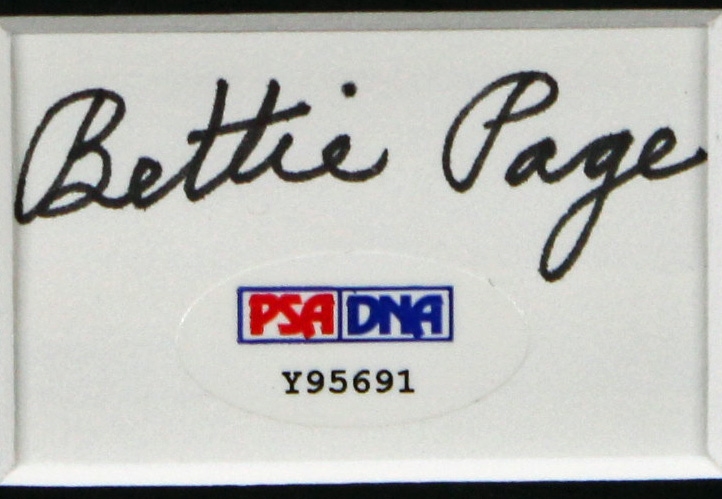 Bettie Page
PSA DNA
Y95691